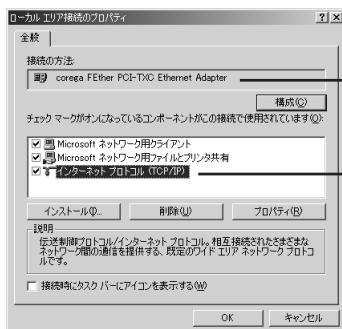 ローカル エリア接続のプロパティ
全般
接続の方法:
corega FEther PCI-TXC Ethernet Adapter
構成(C)
チェック マークがオンになっているコンポーネントがこの接続で使用されています(O):
Microsoft ネットワーク用クライアント
Microsoft ネットワーク用ファイルとプリンタ共有
インターネット プロトコル (TCP/IP)
インストール(I)...
削除(U)
プロパティ(R)
説明
伝送制御プロトコル/インターネット プロトコル。相互接続されたさまざまな
ネットワーク間の通信を提供する、既定のワイド エリア ネットワーク プロトコ
ルです。
接続時にタスク バーにアイコンを表示する(W)
OK
キャンセル